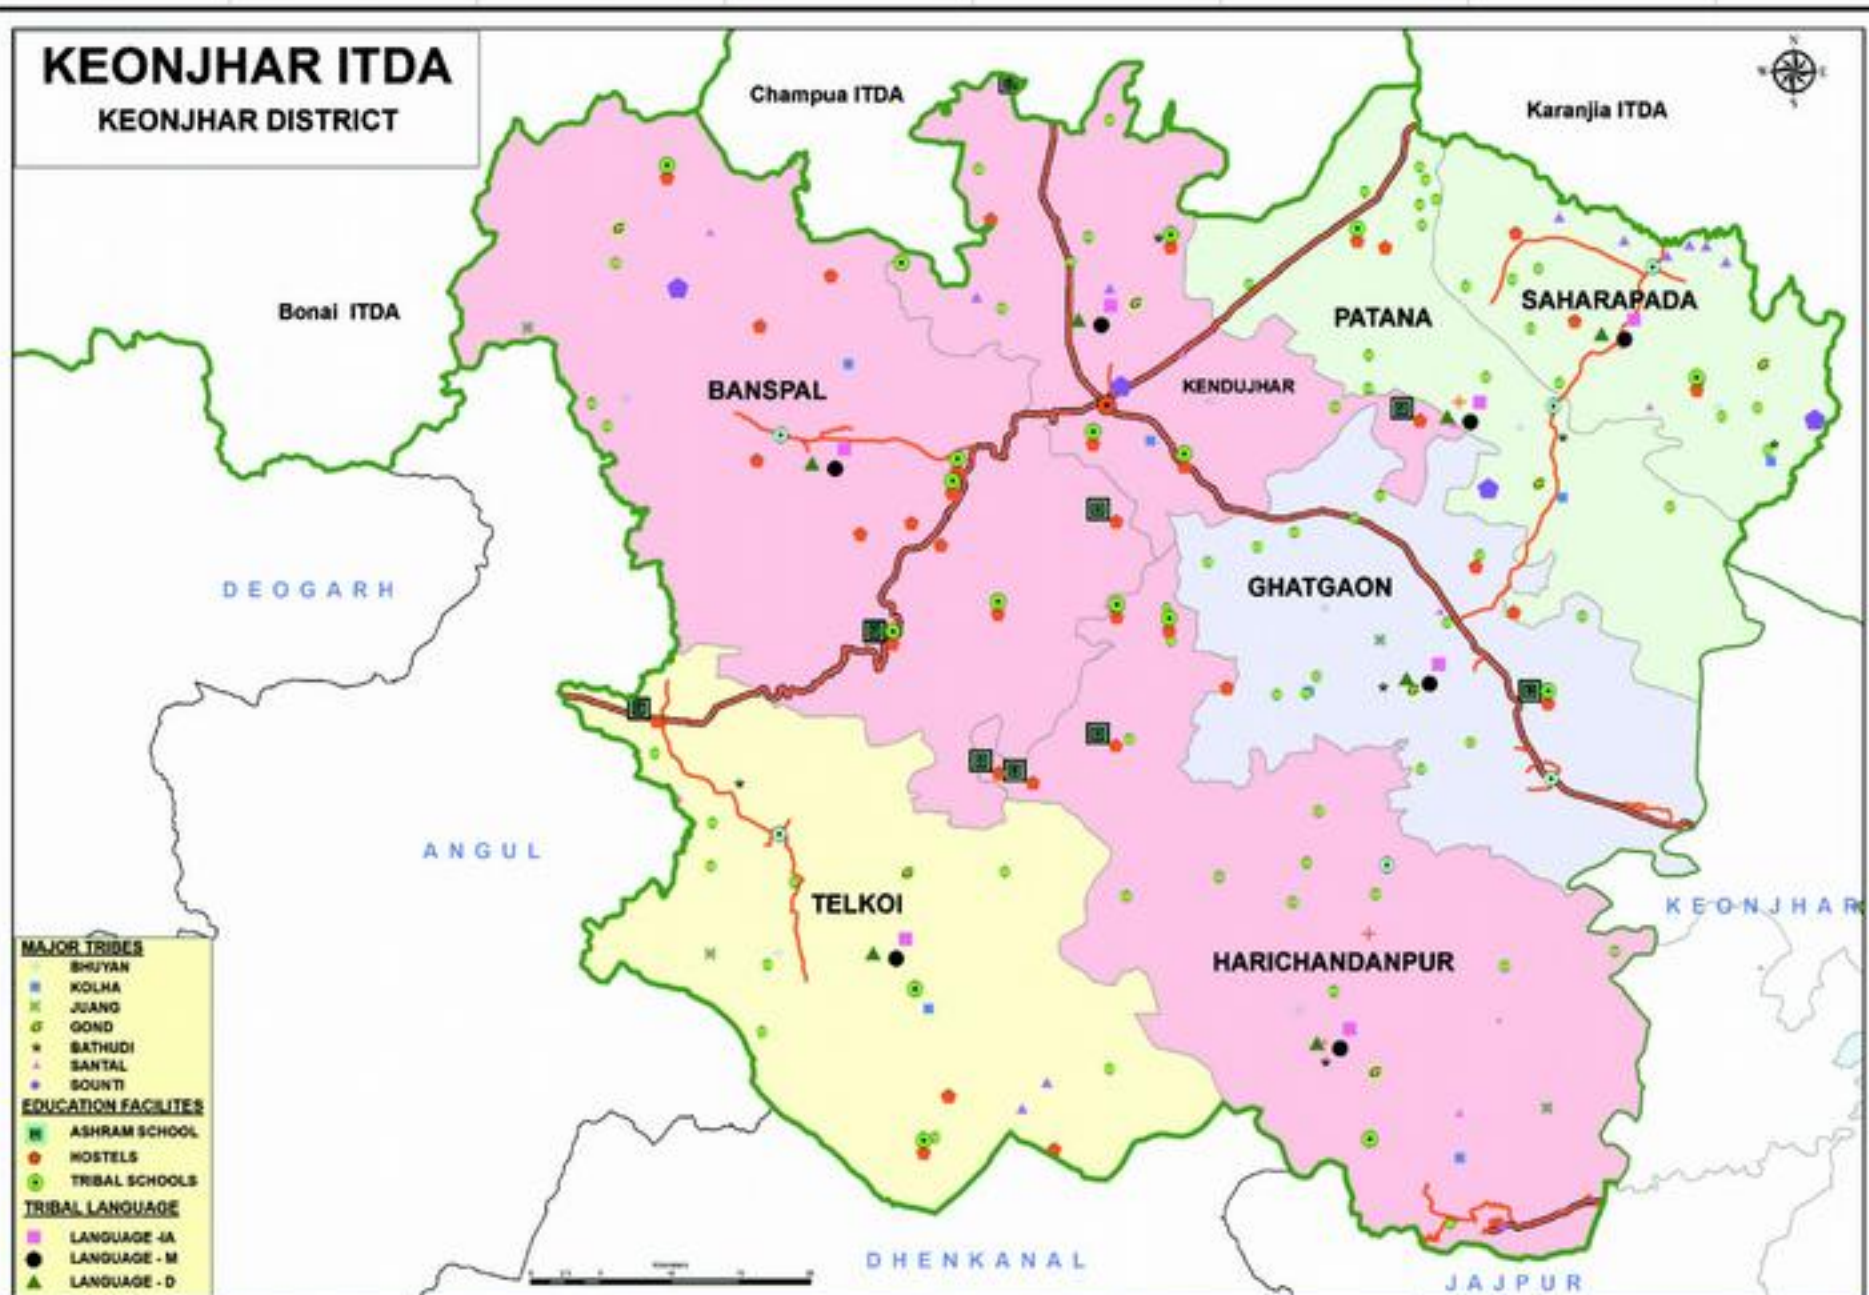 KEONJHAR ITDA
KEONJHAR DISTRICT
Champua ITDA
Karanjia ITDA
Bonai ITDA
SAHARAPADA
PATANA
BANSPAL
KENDUJHAR
DEOGARH
GHATGAON
ANGUL
TELKOI
KEONJHAR
HARICHANDANPUR
MAJOR TRIBES
BHUYAN
KOLHA
JUANG
GOND
BATHUDI
SANTAL
SOUNTI
EDUCATION FACILITES
ASHRAM SCHOOL
HOSTELS
TRIBAL SCHOOLS
TRIBAL LANGUAGE
LANGUAGE -IA
LANGUAGE - M
LANGUAGE - D
DHENKANAL
JAJPUR